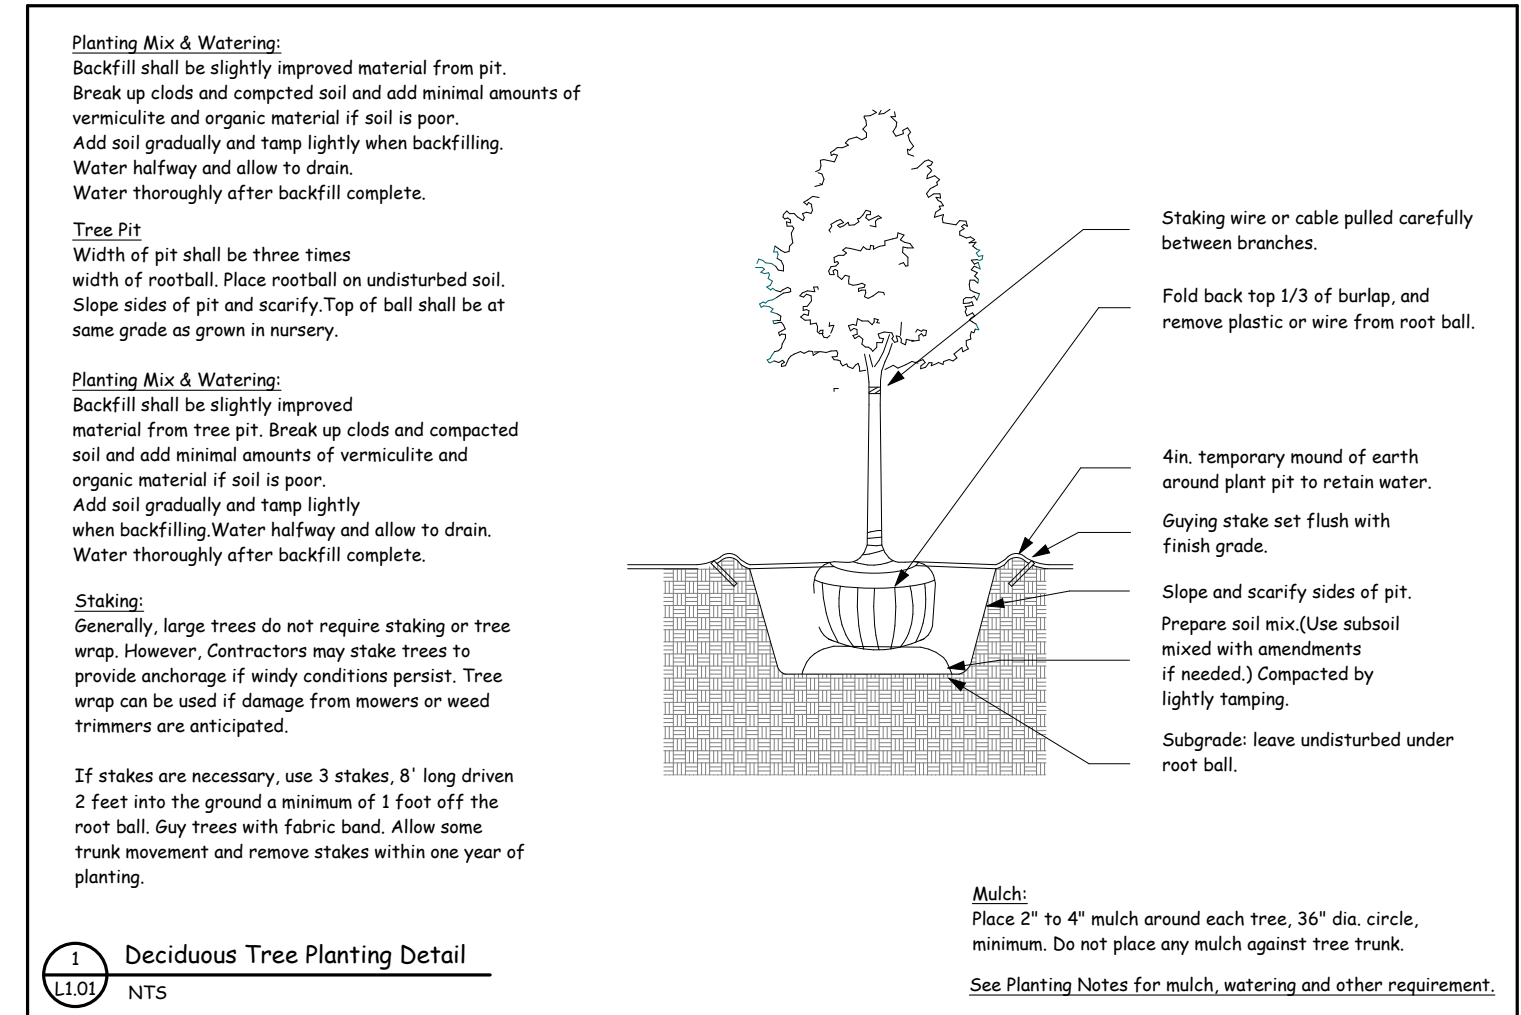 Planting Mix & Watering:
Backfill shall be slightly improved material from pit.
Break up clods and compcted soil and add minimal amounts of
vermiculite and organic material if soil is poor.
Add soil gradually and tamp lightly when backfilling.
Water halfway and allow to drain.
Water thoroughly after backfill complete.
Tree Pit
Width of pit shall be three times
width of rootball. Place rootball on undisturbed soil.
Slope sides of pit and scarify.Top of ball shall be at
same grade as grown in nursery.
Planting Mix & Watering:
Backfill shall be slightly improved
material from tree pit. Break up clods and compacted
soil and add minimal amounts of vermiculite and
organic material if soil is poor.
Add soil gradually and tamp lightly
when backfilling.Water halfway and allow to drain.
Water thoroughly after backfill complete.
Staking:
Generally, large trees do not require staking or tree
wrap. However, Contractors may stake trees to
provide anchorage if windy conditions persist. Tree
wrap can be used if damage from mowers or weed
trimmers are anticipated.
If stakes are necessary, use 3 stakes, 8' long driven
2 feet into the ground a minimum of 1 foot off the
root ball. Guy trees with fabric band. Allow some
trunk movement and remove stakes within one year of
planting.
Staking wire or cable pulled carefully
between branches.
Fold back top 1/3 of burlap, and
remove plastic or wire from root ball.
4in. temporary mound of earth
around plant pit to retain water.
Guying stake set flush with
finish grade.
Slope and scarify sides of pit.
Prepare soil mix.(Use subsoil
mixed with amendments
if needed.) Compacted by
lightly tamping.
Subgrade: leave undisturbed under
root ball.
Mulch:
Place 2" to 4" mulch around each tree, 36" dia. circle,
minimum. Do not place any mulch against tree trunk.
See Planting Notes for mulch, watering and other requirement.
1
L1.01
Deciduous Tree Planting Detail
NTS